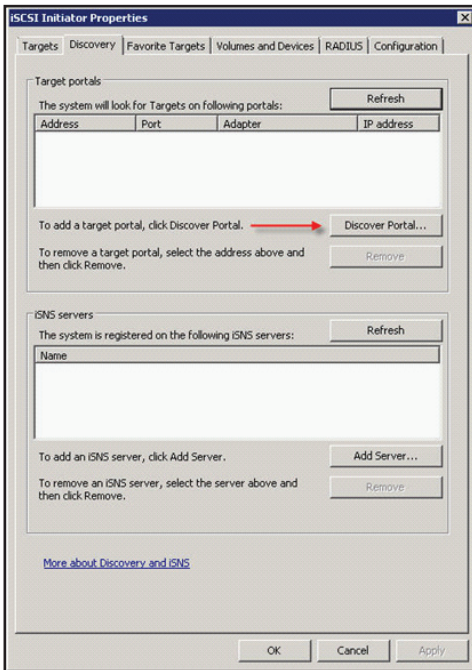 iSCSI Initiator Properties
Targets Discovery Favorite Targets Volumes and Devices RADIUS Configuration
Target portals
The system will look for Targets on following portals: Refresh
Address Port Adapter IP address
To add a target portal, click Discover Portal. Discover Portal...
To remove a target portal, select the address above and Remove
then click Remove.
iSNS servers
The system is registered on the following iSNS servers: Refresh
Name
To add an iSNS server, click Add Server. Add Server...
To remove an iSNS server, select the server above and Remove
then click Remove.
More about Discovery and iSNS
OK Cancel Apply